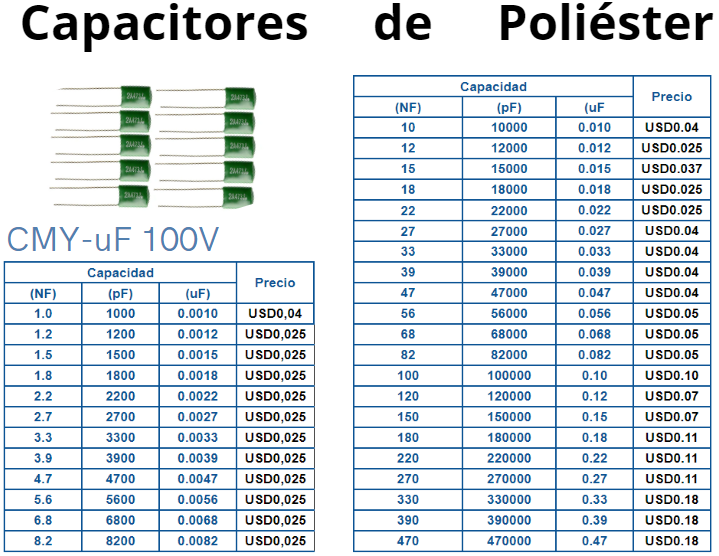 Capacitores de Poliéster
CMY-uF 100V
Capacidad Precio
(NF) (pF) (uF)
1.0 1000 0.0010 USD0,04
1.2 1200 0.0012 USD0,025
1.5 1500 0.0015 USD0,025
1.8 1800 0.0018 USD0,025
2.2 2200 0.0022 USD0,025
2.7 2700 0.0027 USD0,025
3.3 3300 0.0033 USD0,025
3.9 3900 0.0039 USD0,025
4.7 4700 0.0047 USD0,025
5.6 5600 0.0056 USD0,025
6.8 6800 0.0068 USD0,025
8.2 8200 0.0082 USD0,025
Capacidad Precio
(NF) (pF) (uF
10 10000 0.010 USD0.04
12 12000 0.012 USD0.025
15 15000 0.015 USD0.037
18 18000 0.018 USD0.025
22 22000 0.022 USD0.025
27 27000 0.027 USD0.04
33 33000 0.033 USD0.04
39 39000 0.039 USD0.04
47 47000 0.047 USD0.04
56 56000 0.056 USD0.05
68 68000 0.068 USD0.05
82 82000 0.082 USD0.05
100 100000 0.10 USD0.10
120 120000 0.12 USD0.07
150 150000 0.15 USD0.07
180 180000 0.18 USD0.11
220 220000 0.22 USD0.11
270 270000 0.27 USD0.11
330 330000 0.33 USD0.18
390 390000 0.39 USD0.18
470 470000 0.47 USD0.18